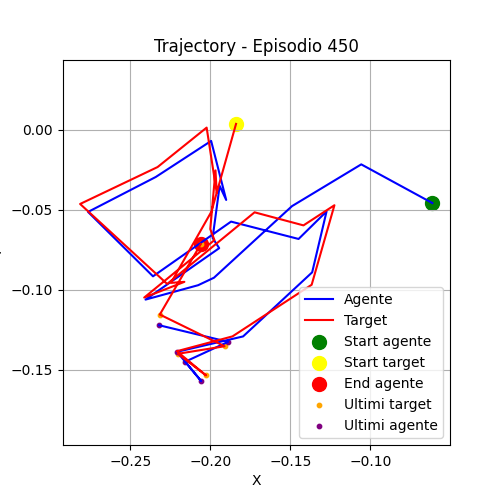 Trajectory - Episodio 450
0.00
−0.05
−0.10
−0.15
−0.25
−0.20
−0.15
−0.10
X
Agente
Target
Start agente
Start target
End agente
Ultimi target
Ultimi agente